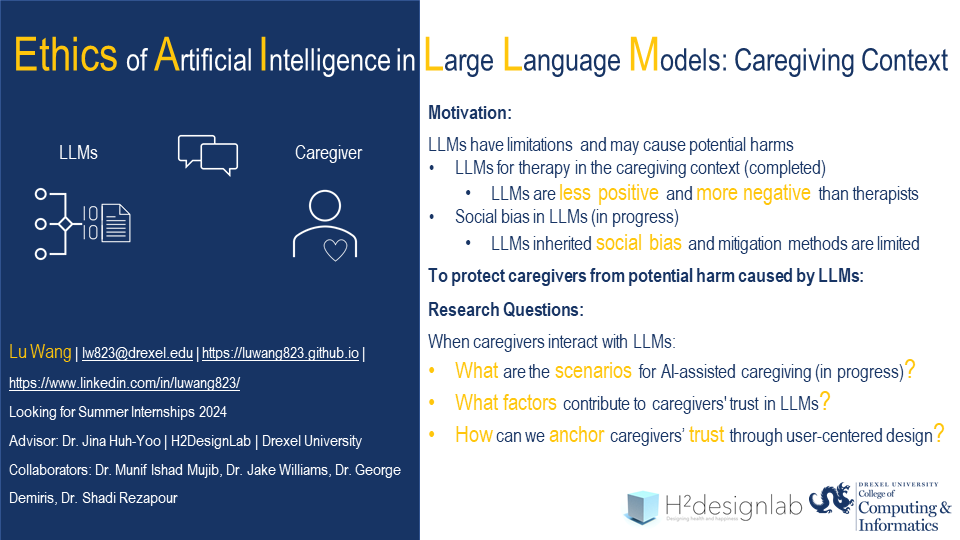 Ethics of Artificial Intelligence in Large Language Models: Caregiving Context
LLMs
Caregiver
Lu Wang | lw823@drexel.edu | https://luwang823.github.io |
https://www.linkedin.com/in/luwang823/
Looking for Summer Internships 2024
Advisor: Dr. Jina Huh-Yoo | H2DesignLab | Drexel University
Collaborators: Dr. Munif Ishad Mujib, Dr. Jake Williams, Dr. George
Demiris, Dr. Shadi Rezapour
Motivation:
LLMs have limitations and may cause potential harms
• LLMs for therapy in the caregiving context (completed)
• LLMs are less positive and more negative than therapists
• Social bias in LLMs (in progress)
• LLMs inherited social bias and mitigation methods are limited
To protect caregivers from potential harm caused by LLMs:
Research Questions:
When caregivers interact with LLMs:
• What are the scenarios for AI-assisted caregiving (in progress)?
• What factors contribute to caregivers' trust in LLMs?
• How can we anchor caregivers’ trust through user-centered design?
H²designlab
Designing health and happiness
DREXEL UNIVERSITY
College of
Computing &
Informatics